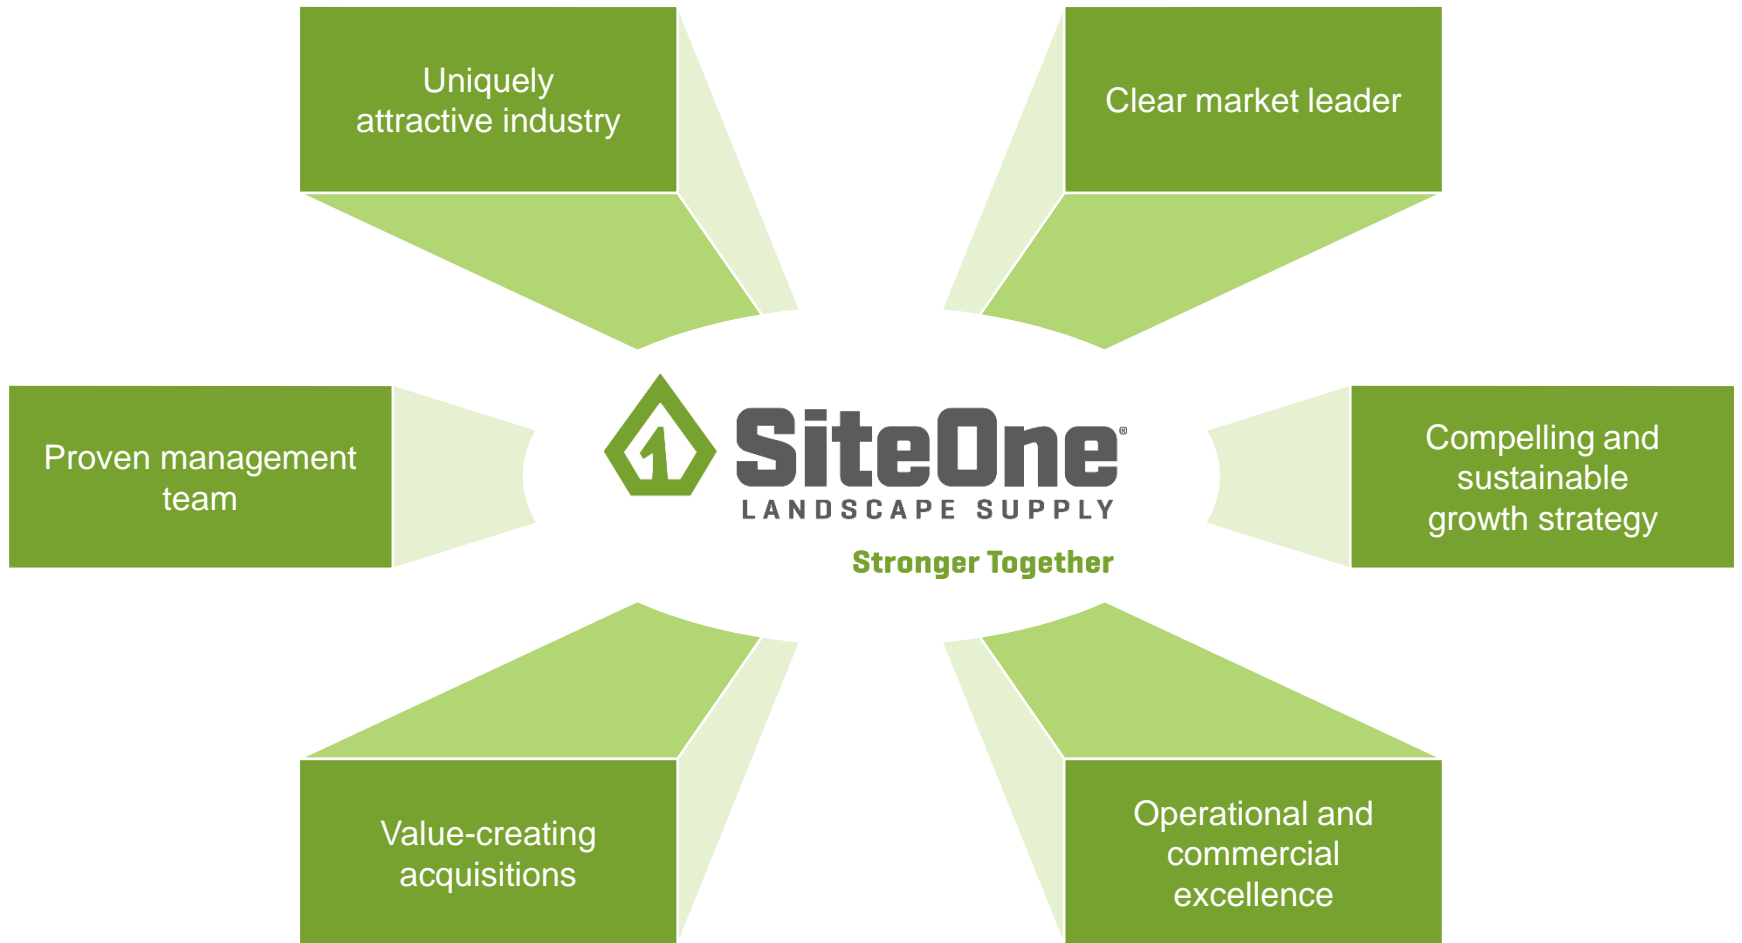 Uniquely
attractive industry
Clear market leader
Proven management
team
1
SiteOne®
LANDSCAPE SUPPLY
Stronger Together
Compelling and
sustainable
growth strategy
Value-creating
acquisitions
Operational and
commercial
excellence